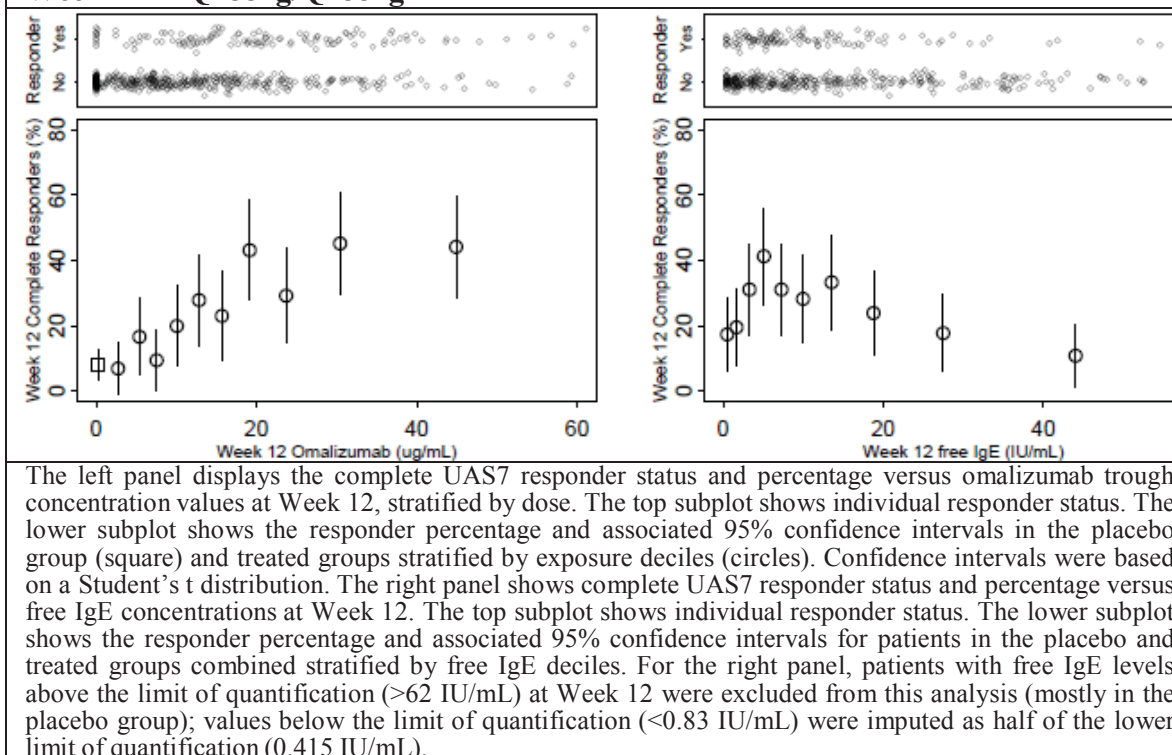 Responder
Yes
No
Week 12 Complete Responders (%)
80
60
40
20
0
0 20 40 60
Week 12 Omalizumab (ug/mL)
Responder
Yes
No
Week 12 Complete Responders (%)
80
60
40
20
0
0 20 40
Week 12 free IgE (IU/mL)
The left panel displays the complete UAS7 responder status and percentage versus omalizumab trough
concentration values at Week 12, stratified by dose. The top subplot shows individual responder status. The
lower subplot shows the responder percentage and associated 95% confidence intervals in the placebo
group (square) and treated groups stratified by exposure deciles (circles). Confidence intervals were based
on a Student’s t distribution. The right panel shows complete UAS7 responder status and percentage versus
free IgE concentrations at Week 12. The top subplot shows individual responder status. The lower subplot
shows the responder percentage and associated 95% confidence intervals for patients in the placebo and
treated groups combined stratified by free IgE deciles. For the right panel, patients with free IgE levels
above the limit of quantification (>62 IU/mL) at Week 12 were excluded from this analysis (mostly in the
placebo group); values below the limit of quantification (<0.83 IU/mL) were imputed as half of the lower
limit of quantification (0.415 IU/mL).